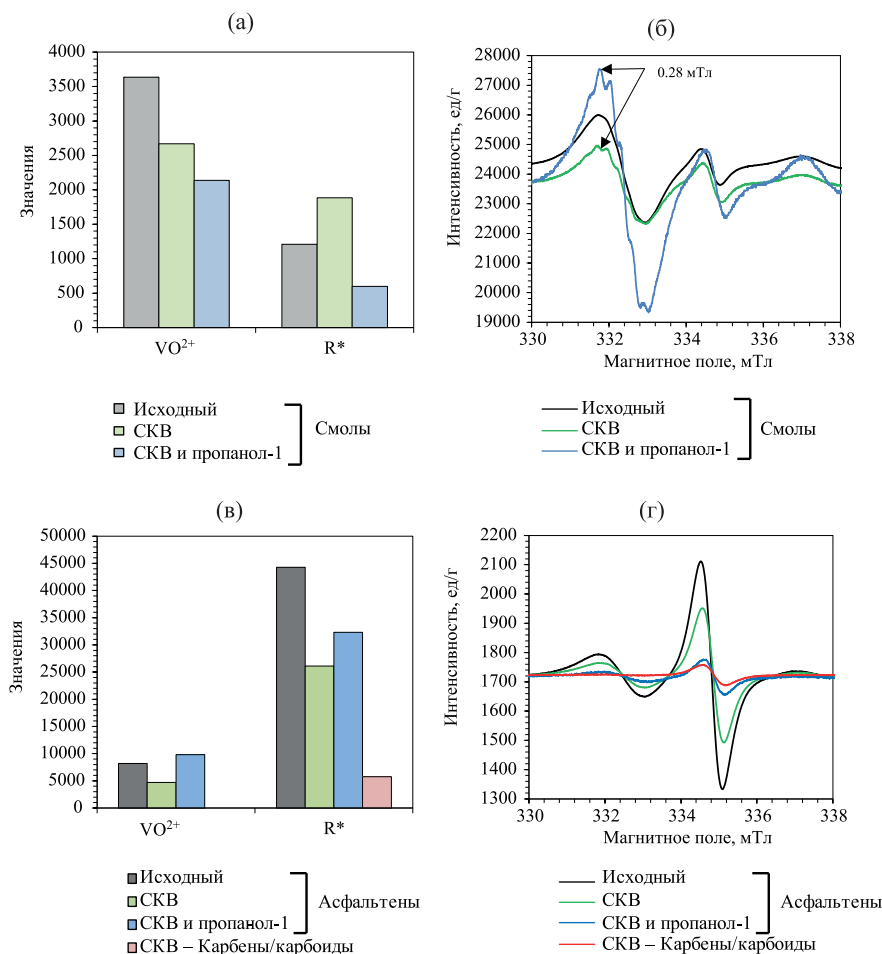 (а)
4000
3500
3000
2500
2000
1500
1000
500
0
Значения
VO²⁺
R*
Исходный
СКВ
СКВ и пропанол-1
Смолы
(б)
28000
27000
26000
25000
24000
23000
22000
21000
20000
19000
Интенсивность, ед/г
0.28 мТл
330 332 334 336 338
Магнитное поле, мТл
Исходный
СКВ
СКВ и пропанол-1
Смолы
(в)
50000
45000
40000
35000
30000
25000
20000
15000
10000
5000
0
Значения
VO²⁺
R*
Исходный
СКВ
СКВ и пропанол-1
СКВ – Карбены/карбоиды
Асфальтены
(г)
2200
2100
2000
1900
1800
1700
1600
1500
1400
1300
Интенсивность, ед/г
330 332 334 336 338
Магнитное поле, мТл
Исходный
СКВ
СКВ и пропанол-1
СКВ – Карбены/карбоиды
Асфальтены